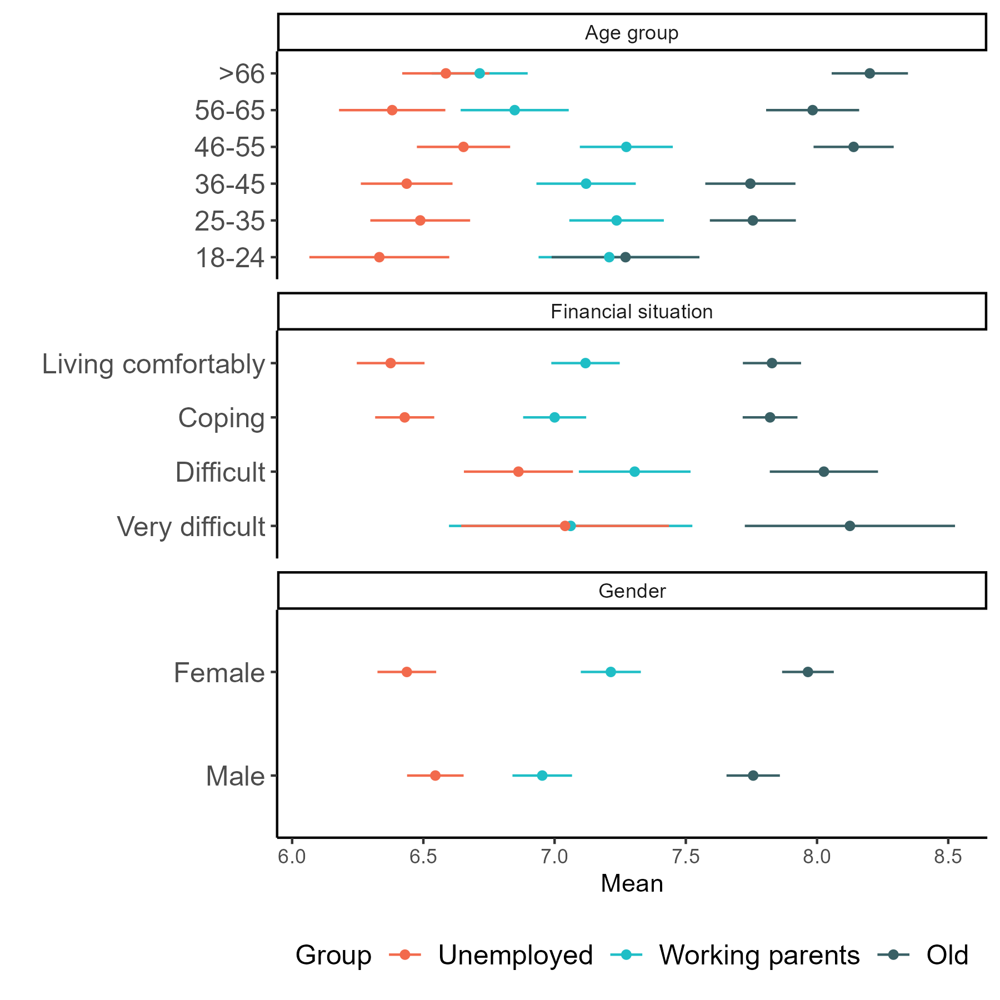 Age group
>66
56-65
46-55
36-45
25-35
18-24
Financial situation
Living comfortably
Coping
Difficult
Very difficult
Gender
Female
Male
6.0 6.5 7.0 7.5 8.0 8.5
Mean
Group Unemployed Working parents Old